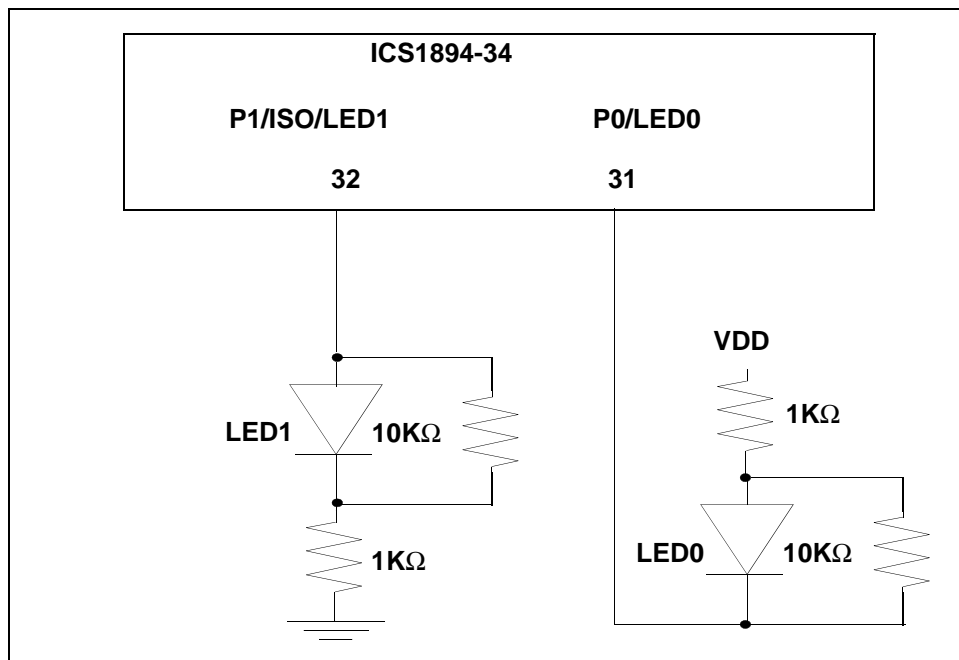 ICS1894-34
P1/ISO/LED1
P0/LED0
32
31
VDD
1KΩ
LED1
10KΩ
LED0
10KΩ
1KΩ